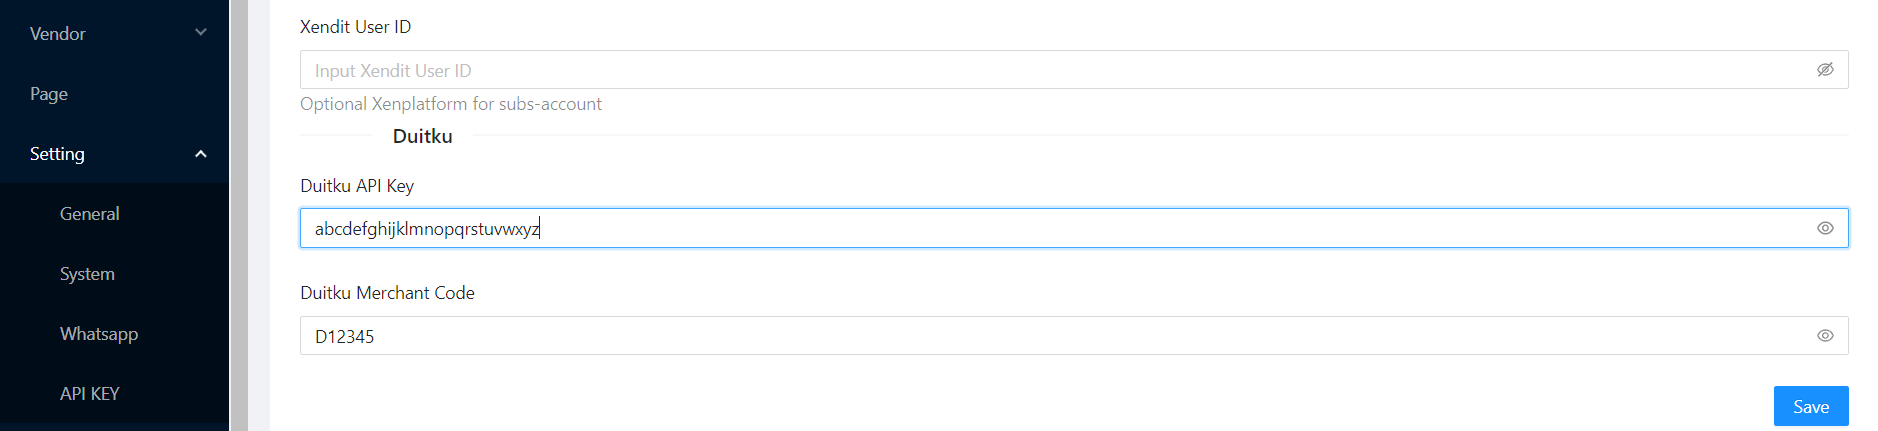 Vendor
Page
Setting
General
System
Whatsapp
API KEY
Xendit User ID
Input Xendit User ID
Optional Xenplatform for subs-account
Duitku
Duitku API Key
abcdefghijklmnopqrstuvwxyz
Duitku Merchant Code
D12345
Save